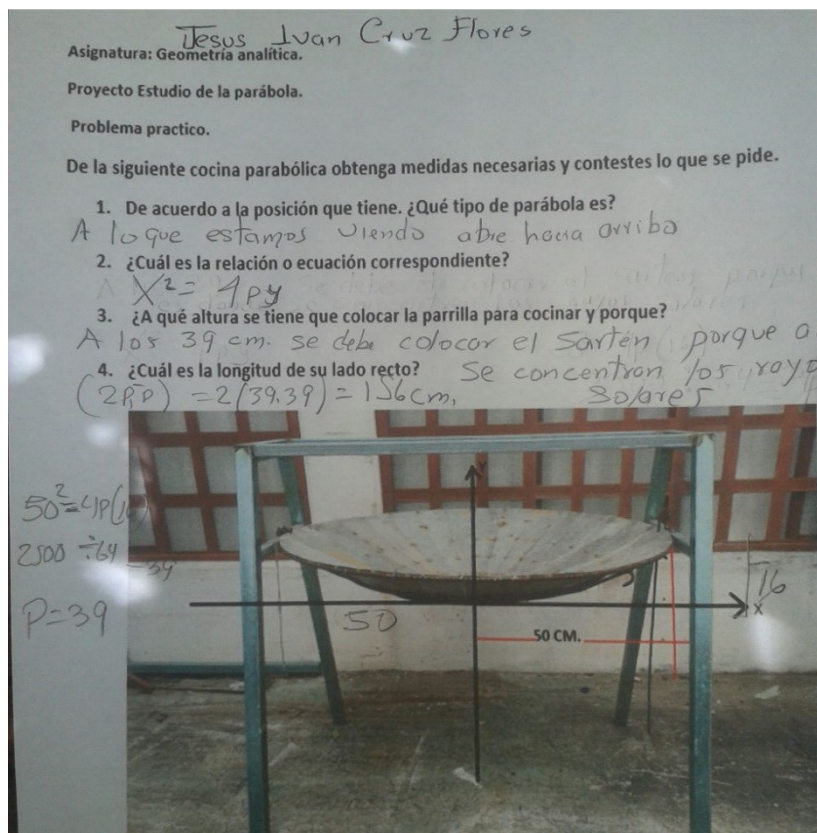 Jesus Ivan Cruz Flores
Asignatura: Geometría analítica.
Proyecto Estudio de la parábola.
Problema practico.
De la siguiente cocina parabólica obtenga medidas necesarias y contestes lo que se pide.
1. De acuerdo a la posición que tiene. ¿Qué tipo de parábola es?
A lo que estamos viendo abre hacia arriba
2. ¿Cuál es la relación o ecuación correspondiente?
X²= 4py
3. ¿A qué altura se tiene que colocar la parrilla para cocinar y porque?
A los 39 cm. se debe colocar el sartén porque a
4. ¿Cuál es la longitud de su lado recto?
Se concentran los rayo
solares
(2P,P) =2(39,39)=156cm,
Y
50²=4P(16)
2500 ÷64 =39
P=39
50
50 CM.
16
X